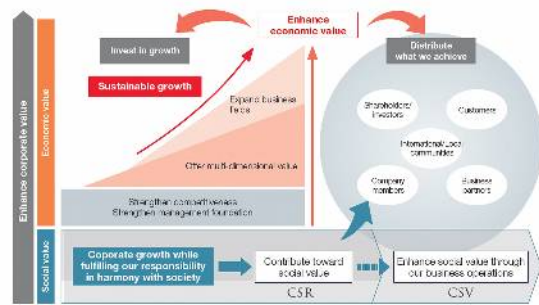 Enhance corporate value
Economic value
Social value
Invest in growth
Enhance
economic value
Distribute
what we achieve
Sustainable growth
Expand business
fields
Offer multi-dimensional value
Strengthen competitiveness
Strengthen management foundation
Shareholders/
investors
Customers
International/Local
communities
Company
members
Business
partners
Coporate growth while
fulfilling our responsibility
in harmony with society
Contribute toward
social value
Enhance social value through
our business operations
CSR
CSV